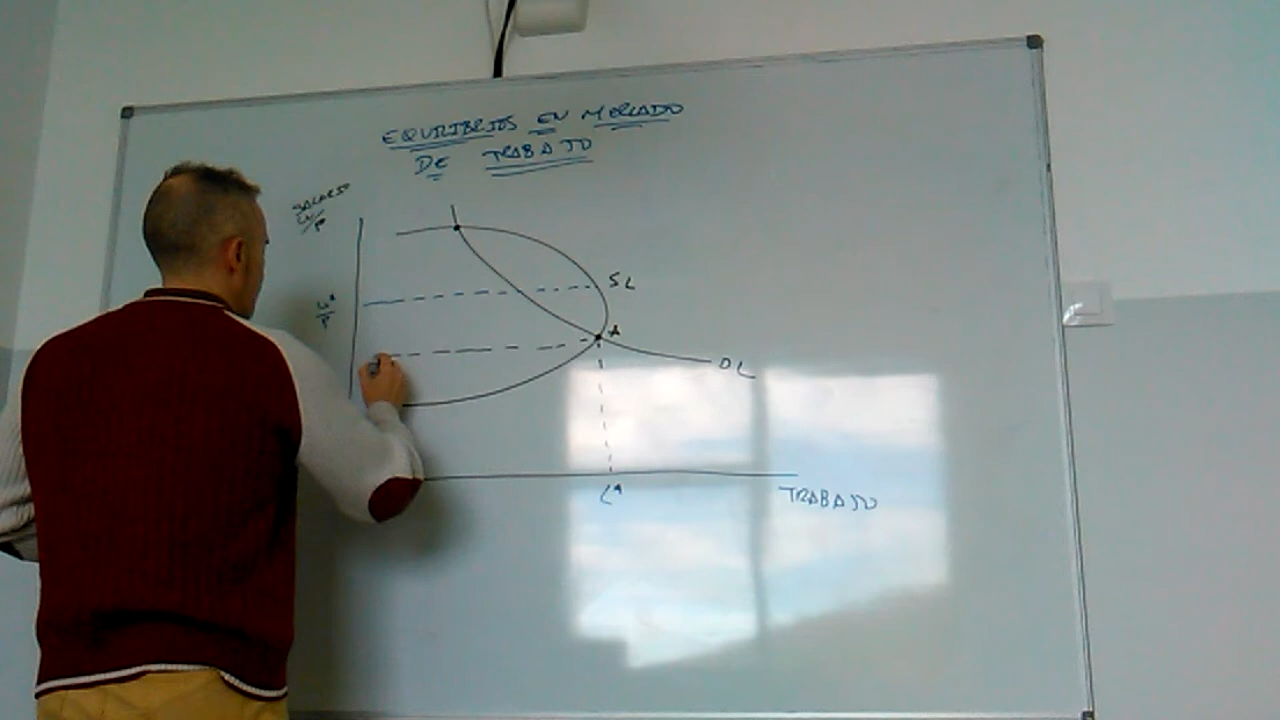 EQUILIBRIOS EN MERCADO
DE TRABAJO
SALARIO
W/P
SL
W*/P
A
DL
L*
TRABAJO